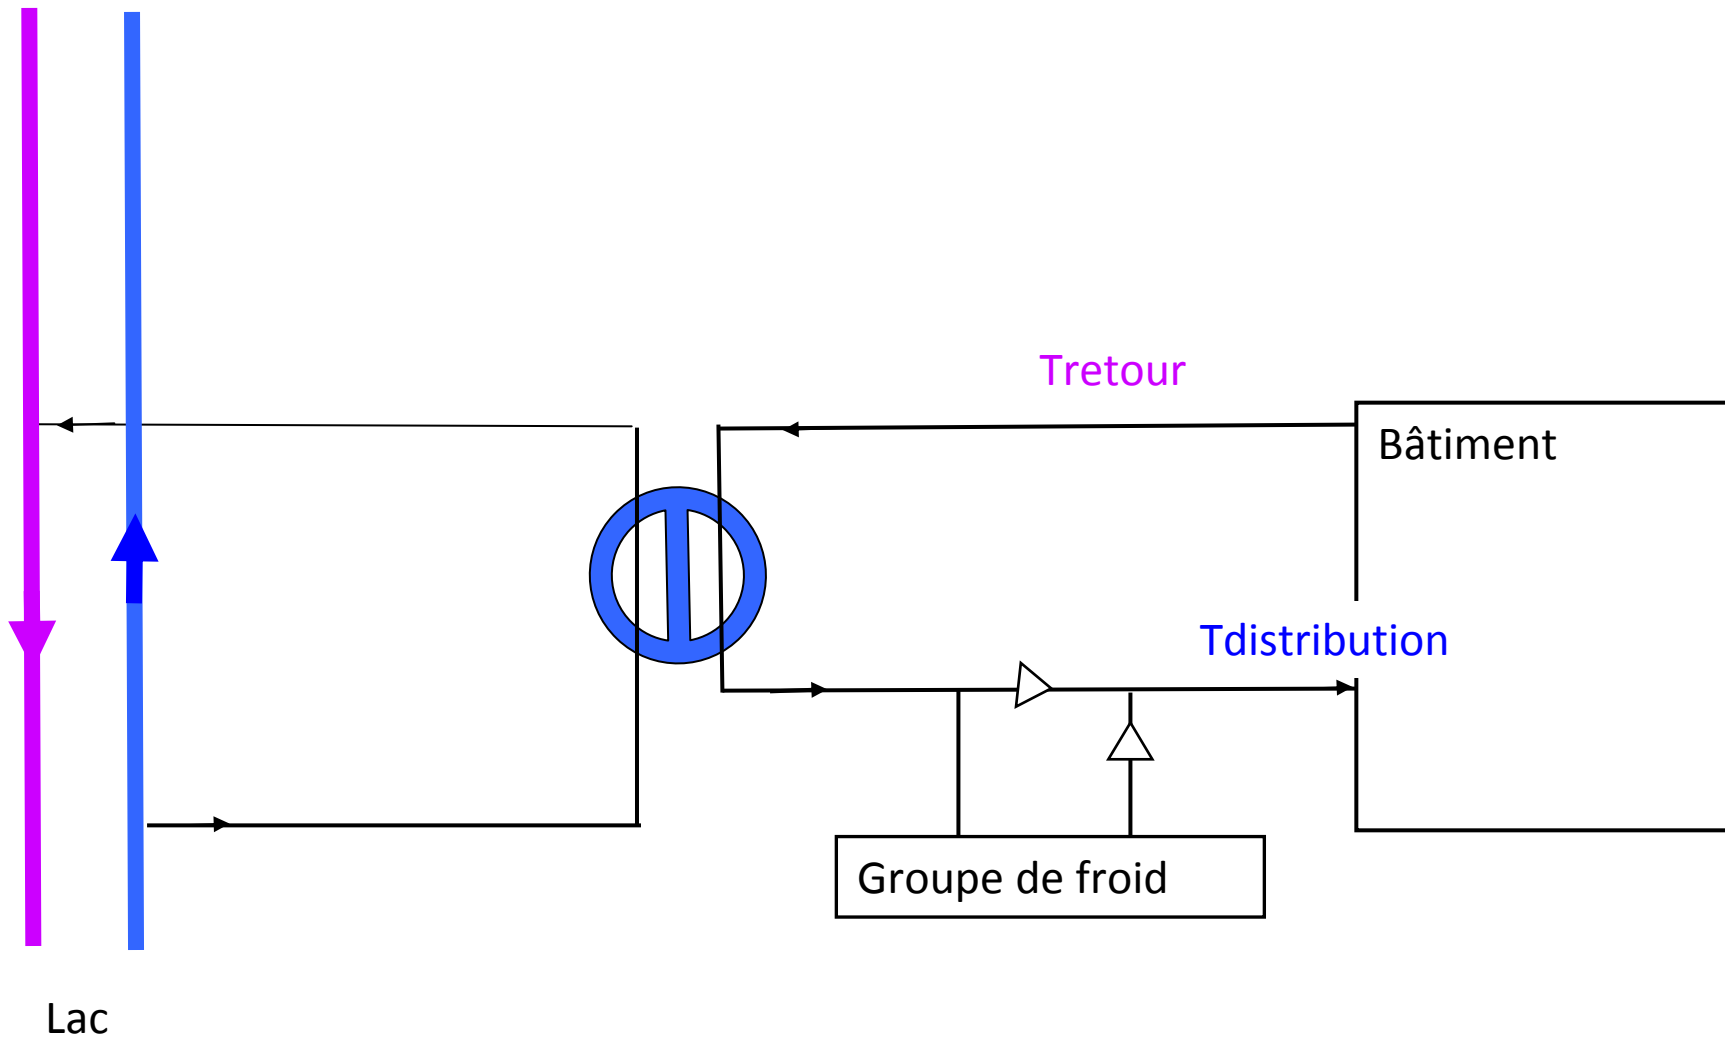 Tretour
Bâtiment
Tdistribution
Groupe de froid
Lac